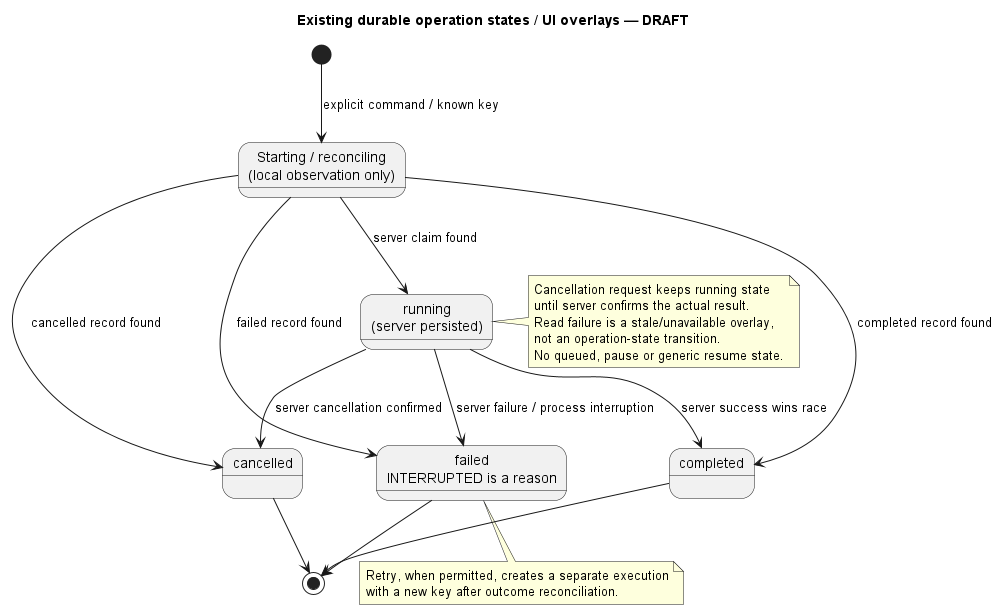 Existing durable operation states / UI overlays — DRAFT
explicit command / known key
Starting / reconciling
(local observation only)
server claim found
running
(server persisted)
Cancellation request keeps running state
until server confirms the actual result.
Read failure is a stale/unavailable overlay,
not an operation-state transition.
No queued, pause or generic resume state.
cancelled record found
failed record found
completed record found
server cancellation confirmed
server failure / process interruption
server success wins race
cancelled
failed
INTERRUPTED is a reason
completed
Retry, when permitted, creates a separate execution
with a new key after outcome reconciliation.